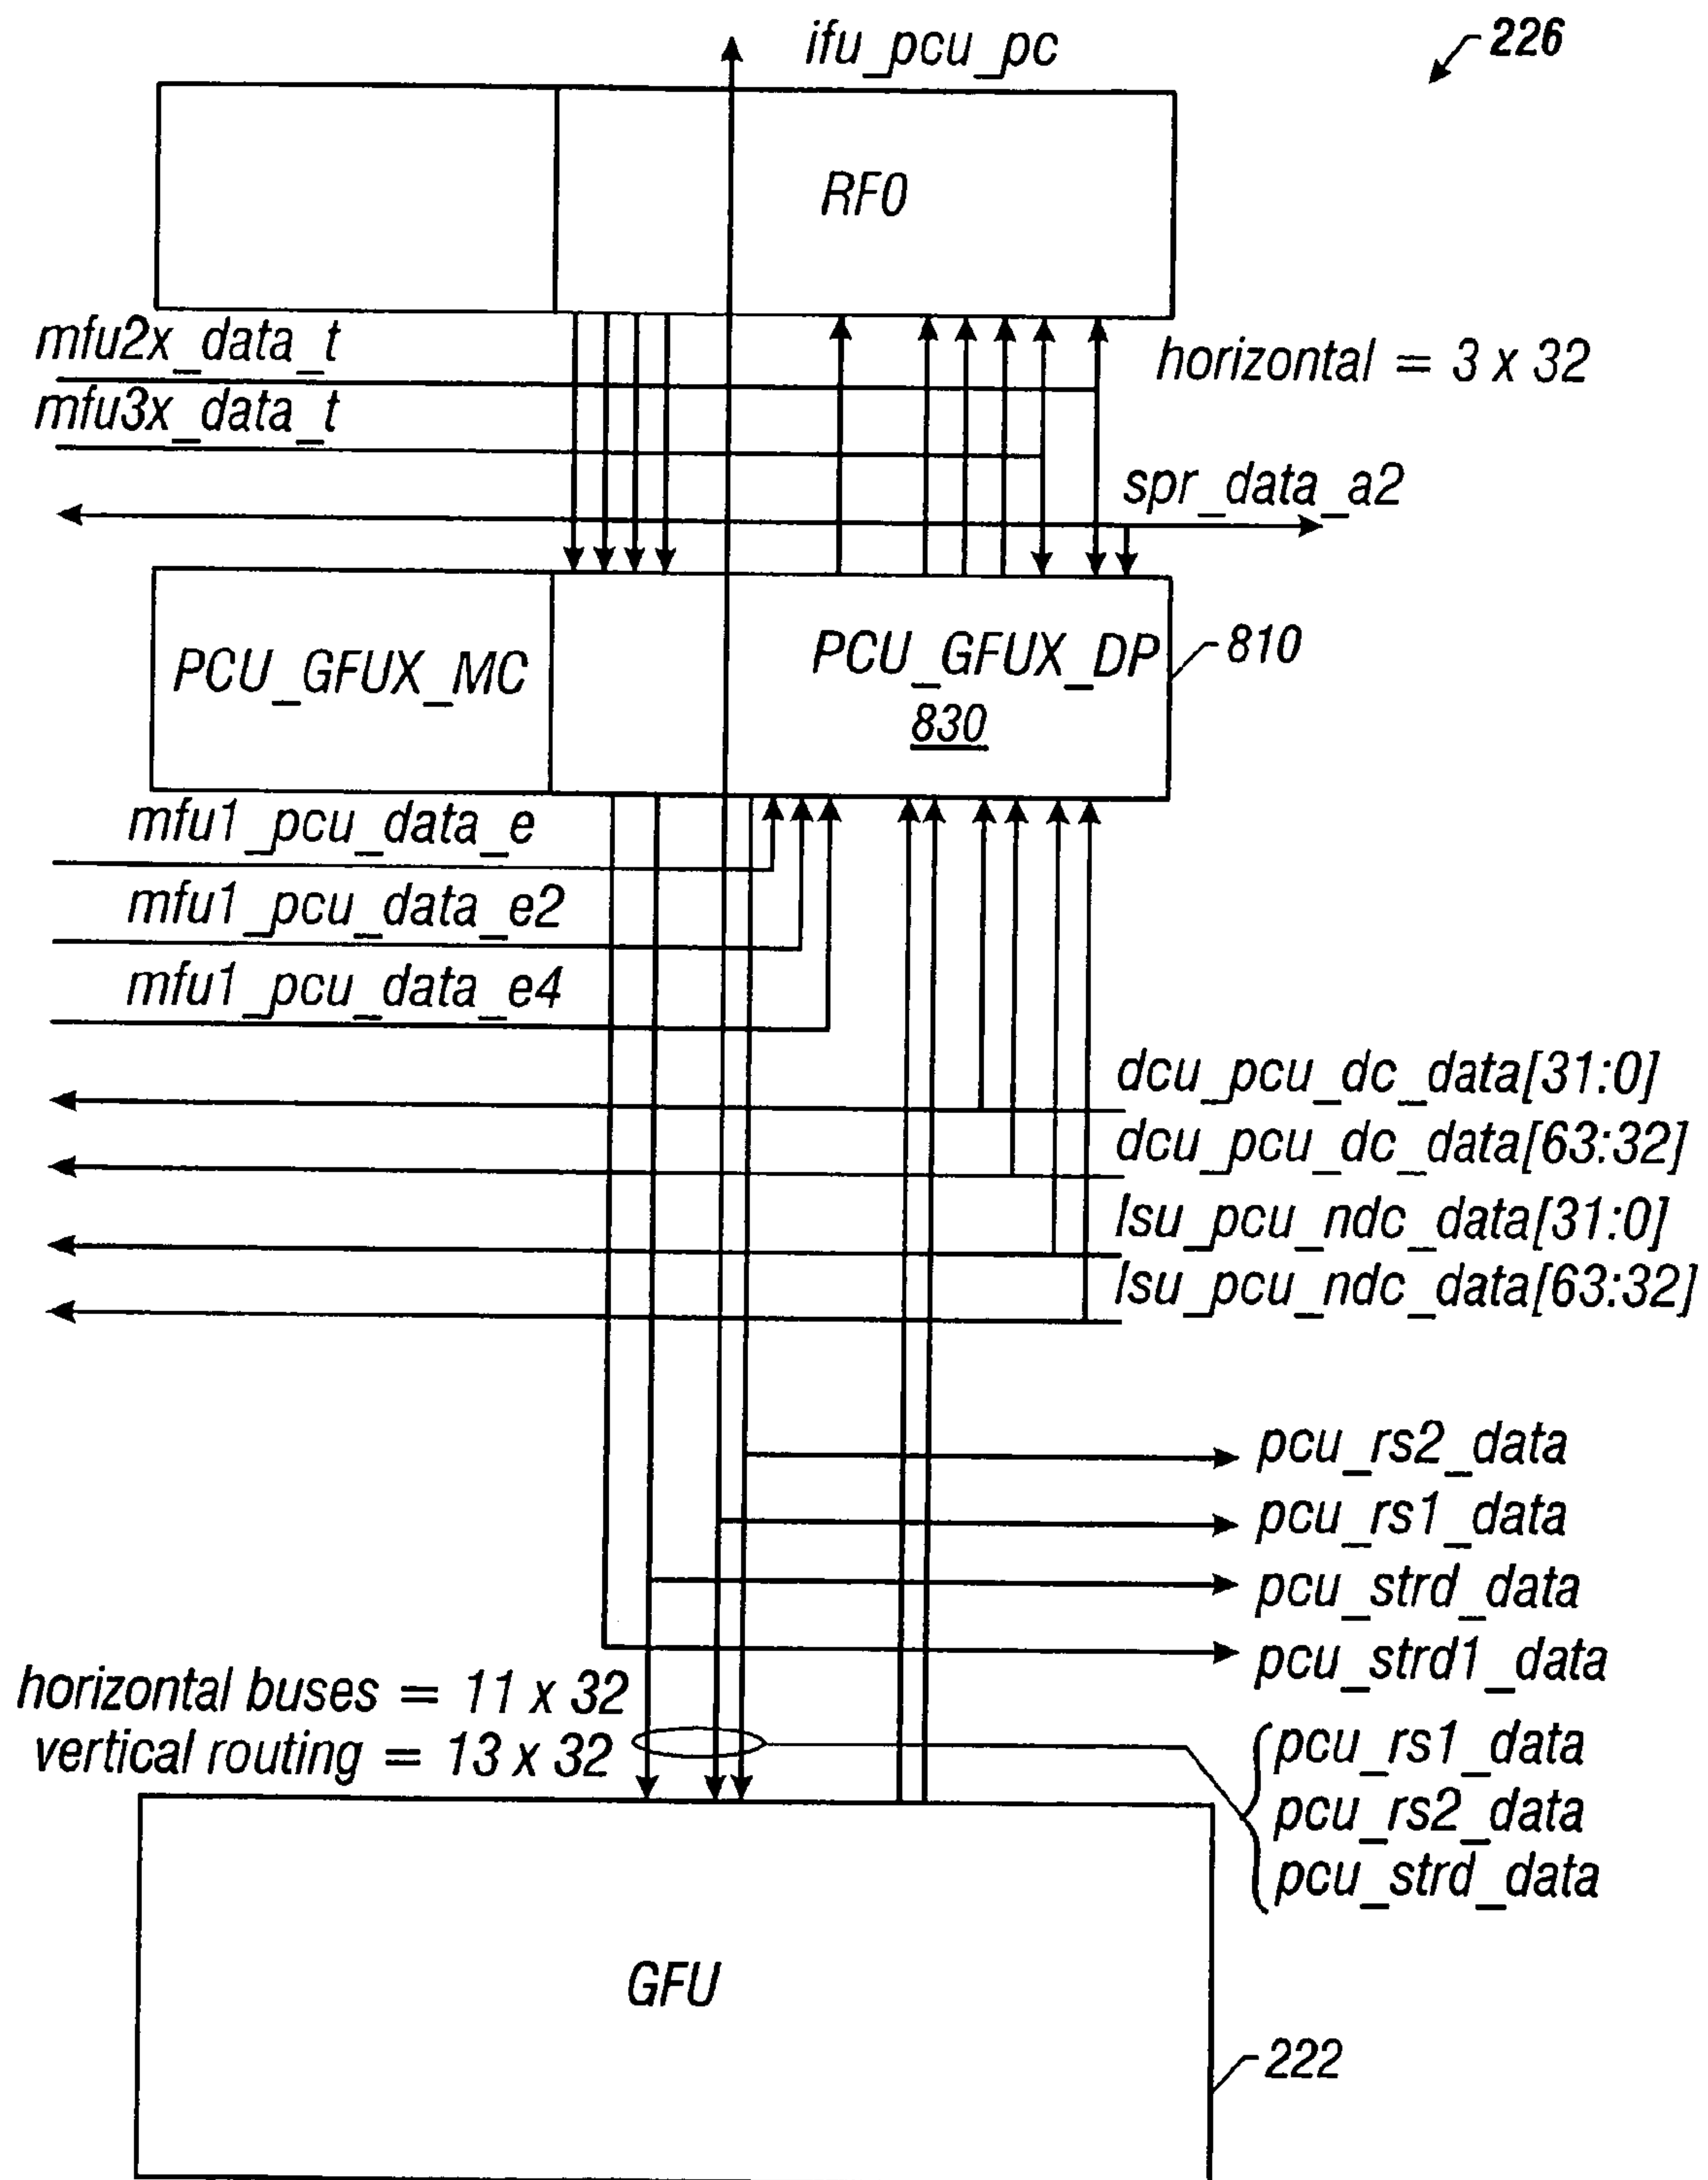 226
ifu_pcu_pc
RF0
mfu2x_data_t
horizontal = 3 x 32
mfu3x_data_t
spr_data_a2
PCU_GFUX_MC
PCU_GFUX_DP
810
830
mfu1_pcu_data_e
mfu1_pcu_data_e2
mfu1_pcu_data_e4
dcu_pcu_dc_data[31:0]
dcu_pcu_dc_data[63:32]
lsu_pcu_ndc_data[31:0]
lsu_pcu_ndc_data[63:32]
pcu_rs2_data
pcu_rs1_data
pcu_strd_data
pcu_strd1_data
horizontal buses = 11 x 32
vertical routing = 13 x 32
pcu_rs1_data
pcu_rs2_data
pcu_strd_data
GFU
222